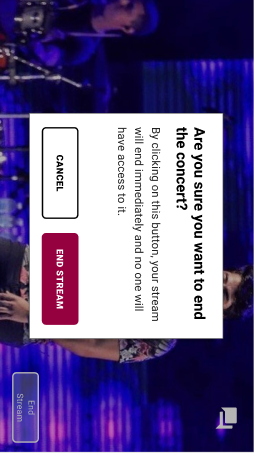 Are you sure you want to end
the concert?
By clicking on this button, your stream
will end immediately and no one will
have access to it.
CANCEL
END STREAM
End
Stream